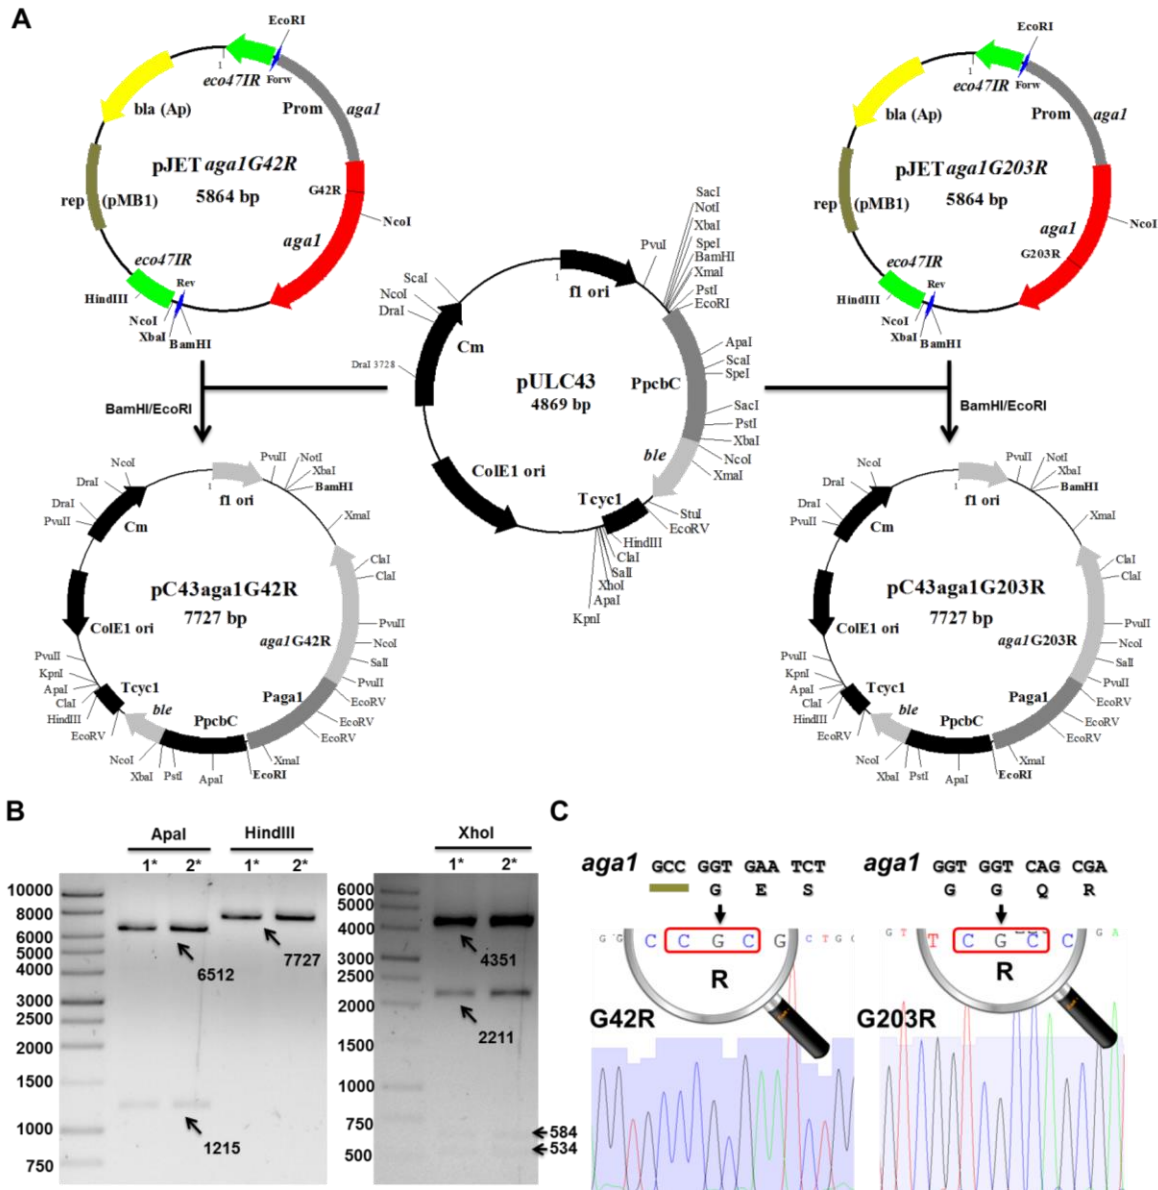 A
EcoRI
1
eco47IR
Forw
bla (Ap)
Prom
aga1
pJETaga1G42R
5864 bp
G42R
rep (pMB1)
NcoI
aga1
eco47IR
HindIII
Rev
NcoI
XbaI
BamHI
BamHI/EcoRI
EcoRI
1
eco47IR
Forw
bla (Ap)
Prom
aga1
pJETaga1G203R
5864 bp
rep (pMB1)
NcoI
aga1
G203R
eco47IR
HindIII
Rev
NcoI
XbaI
BamHI
BamHI/EcoRI
SacI
NotI
XbaI
SpeI
BamHI
XmaI
PstI
EcoRI
PvuI
1
f1 ori
ScaI
NcoI
DraI
Cm
DraI 3728
pULC43
4869 bp
PpcbC
ApaI
ScaI
SpeI
SacI
PstI
XbaI
NcoI
XmaI
ble
ColE1 ori
Tcyc1
StuI
EcoRV
HindIII
ClaI
SalI
XhoI
ApaI
KpnI
NcoI
DraI
DraI
PvuII
Cm
1
f1 ori
PvuII
NotI
XbaI
BamHI
XmaI
ClaI
ClaI
pC43aga1G42R
7727 bp
ColE1 ori
aga1G42R
PvuII
NcoI
SalI
PvuII
EcoRV
EcoRV
EcoRV
Paga1
PvuII
KpnI
ApaI
ClaI
HindIII
EcoRV
Tcyc1
ble
PpcbC
NcoI
XbaI
PstI
ApaI
EcoRI
XmaI
NcoI
DraI
DraI
PvuII
Cm
1
f1 ori
PvuII
NotI
XbaI
BamHI
XmaI
ClaI
ClaI
pC43aga1G203R
7727 bp
ColE1 ori
aga1G203R
PvuII
NcoI
SalI
PvuII
EcoRV
EcoRV
EcoRV
Paga1
PvuII
KpnI
ApaI
ClaI
HindIII
EcoRV
Tcyc1
ble
PpcbC
NcoI
XbaI
PstI
ApaI
EcoRI
XmaI
B
ApaI HindIII
1* 2* 1* 2*
10000
8000
6000
5000
4000
3000
2500
2000
1500
1000
750
6512
7727
1215
XhoI
1* 2*
6000
5000
4000
3000
2500
2000
1500
1000
750
500
4351
2211
584
534
C
aga1 GCC GGT GAA TCT
G E S
G G C C G C G C T G
R
G42R
aga1 GGT GGT CAG CGA
G G Q R
G T T C G C C G A
R
G203R